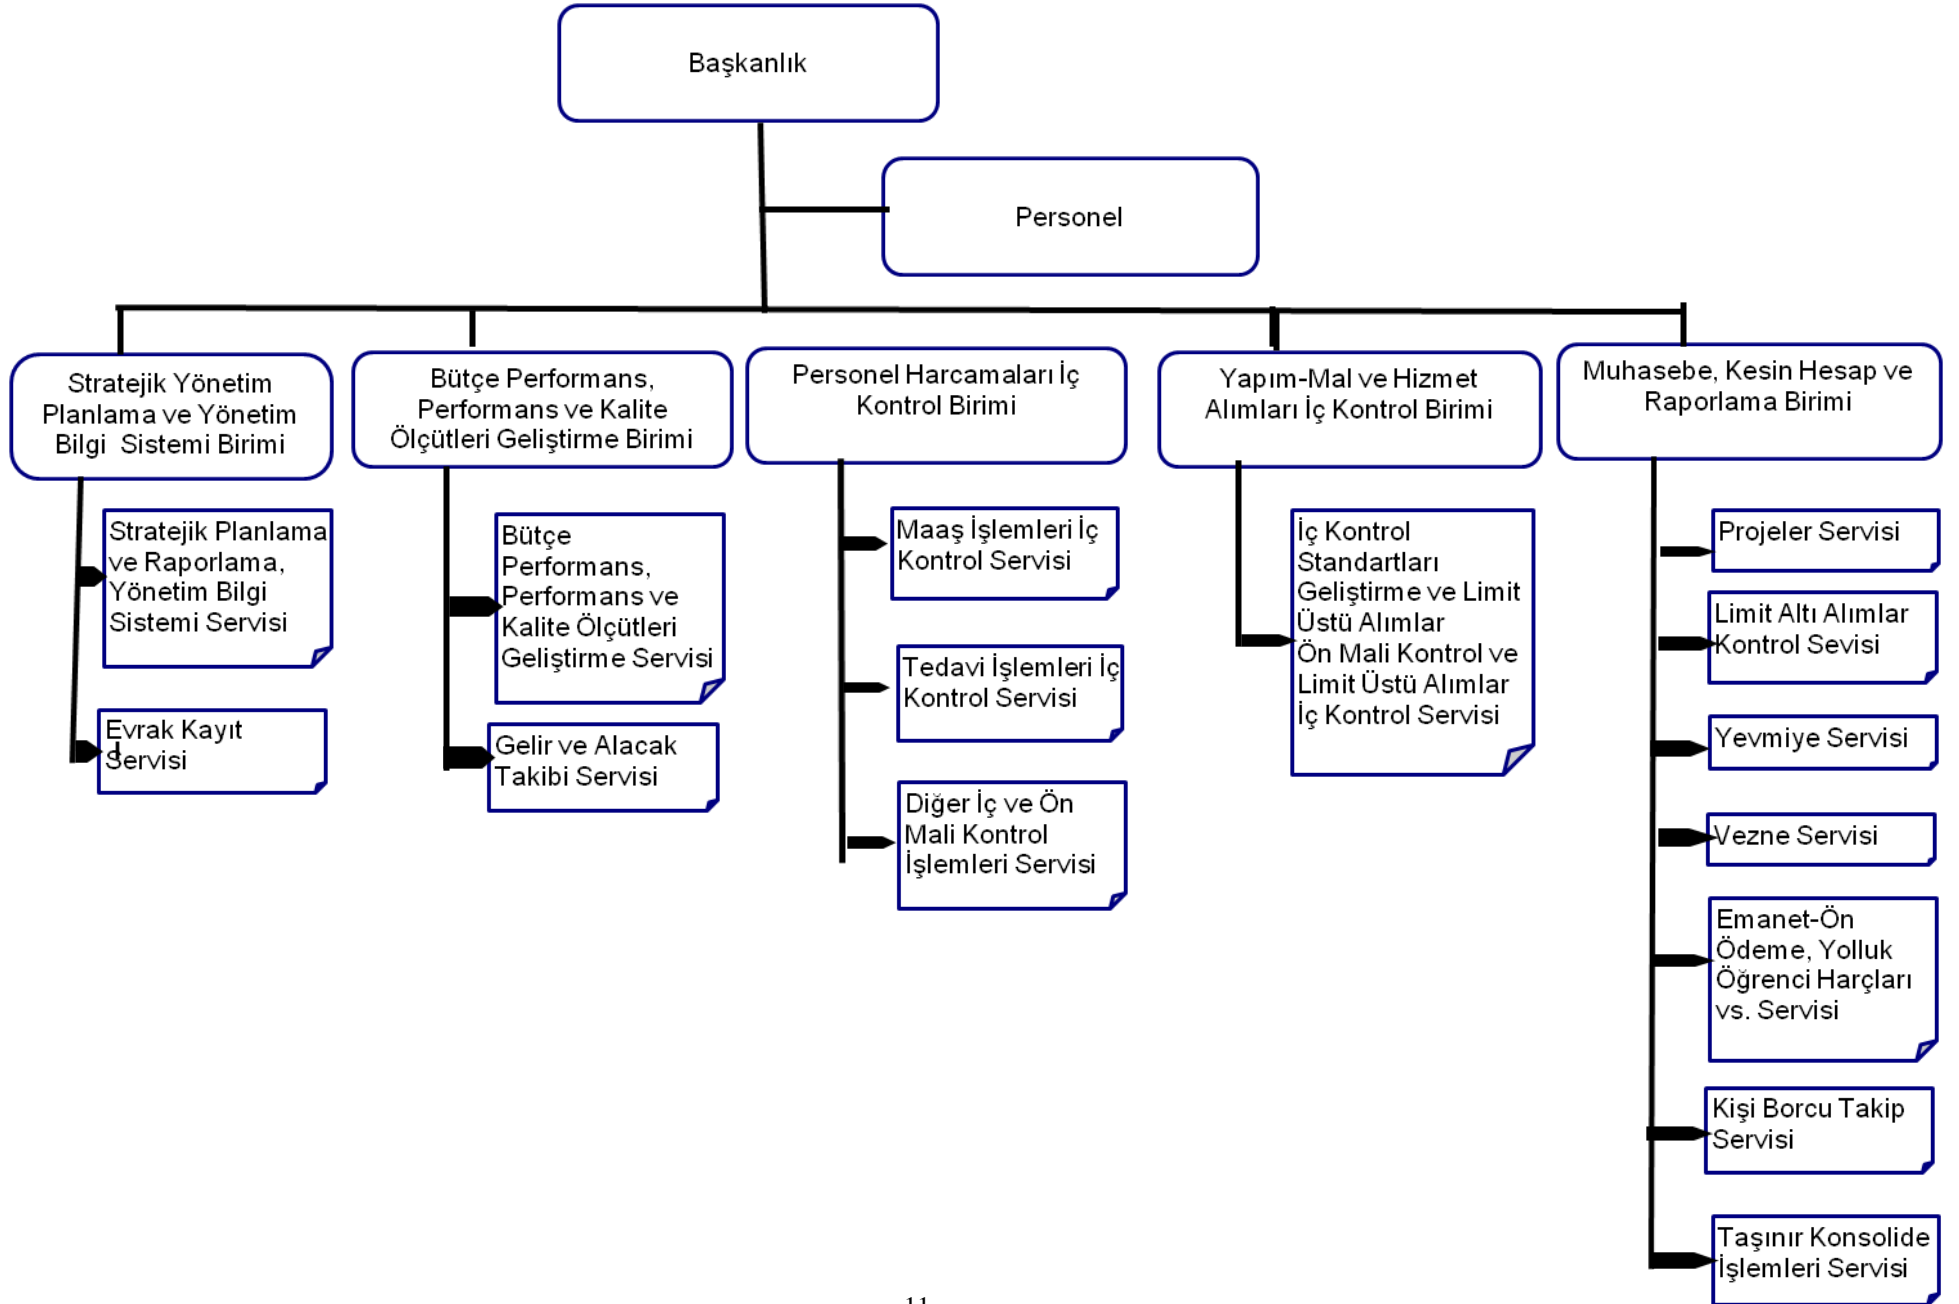 Başkanlık
Personel
Stratejik Yönetim
Planlama ve Yönetim
Bilgi  Sistemi Birimi
Bütçe Performans,
Performans ve Kalite
Ölçütleri Geliştirme Birimi
Personel Harcamaları İç
Kontrol Birimi
Yapım-Mal ve Hizmet
Alımları İç Kontrol Birimi
Muhasebe, Kesin Hesap ve
Raporlama Birimi
Stratejik Planlama
ve Raporlama,
Yönetim Bilgi
Sistemi Servisi
Evrak Kayıt
Servisi
Bütçe
Performans,
Performans ve
Kalite Ölçütleri
Geliştirme Servisi
Gelir ve Alacak
Takibi Servisi
Maaş İşlemleri İç
Kontrol Servisi
Tedavi İşlemleri İç
Kontrol Servisi
Diğer İç ve Ön
Mali Kontrol
İşlemleri Servisi
İç Kontrol
Standartları
Geliştirme ve Limit
Üstü Alımlar
Ön Mali Kontrol ve
Limit Üstü Alımlar
İç Kontrol Servisi
Projeler Servisi
Limit Altı Alımlar
Kontrol Sevisi
Yevmiye Servisi
Vezne Servisi
Emanet-Ön
Ödeme, Yolluk
Öğrenci Harçları
vs. Servisi
Kişi Borcu Takip
Servisi
Taşınır Konsolide
İşlemleri Servisi
11